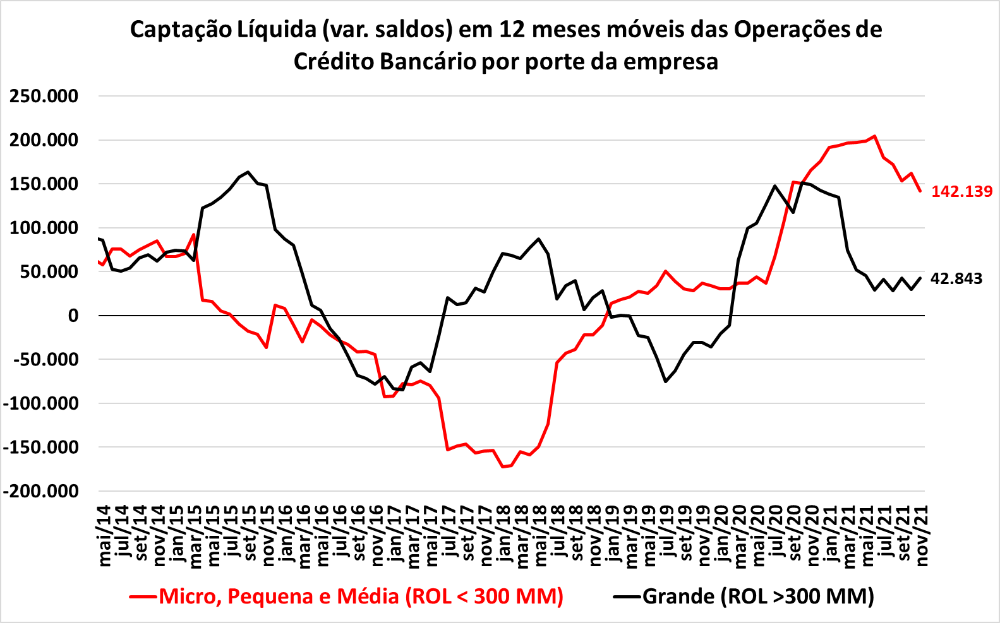 Captação Líquida (var. saldos) em 12 meses móveis das Operações de
Crédito Bancário por porte da empresa
250.000
200.000
150.000
100.000
50.000
0
-50.000
-100.000
-150.000
-200.000
142.139
42.843
mai/14
jul/14
set/14
nov/14
jan/15
mar/15
mai/15
jul/15
set/15
nov/15
jan/16
mar/16
mai/16
jul/16
set/16
nov/16
jan/17
mar/17
mai/17
jul/17
set/17
nov/17
jan/18
mar/18
mai/18
jul/18
set/18
nov/18
jan/19
mar/19
mai/19
jul/19
set/19
nov/19
jan/20
mar/20
mai/20
jul/20
set/20
nov/20
jan/21
mar/21
mai/21
jul/21
set/21
nov/21
Micro, Pequena e Média (ROL < 300 MM)
Grande (ROL >300 MM)